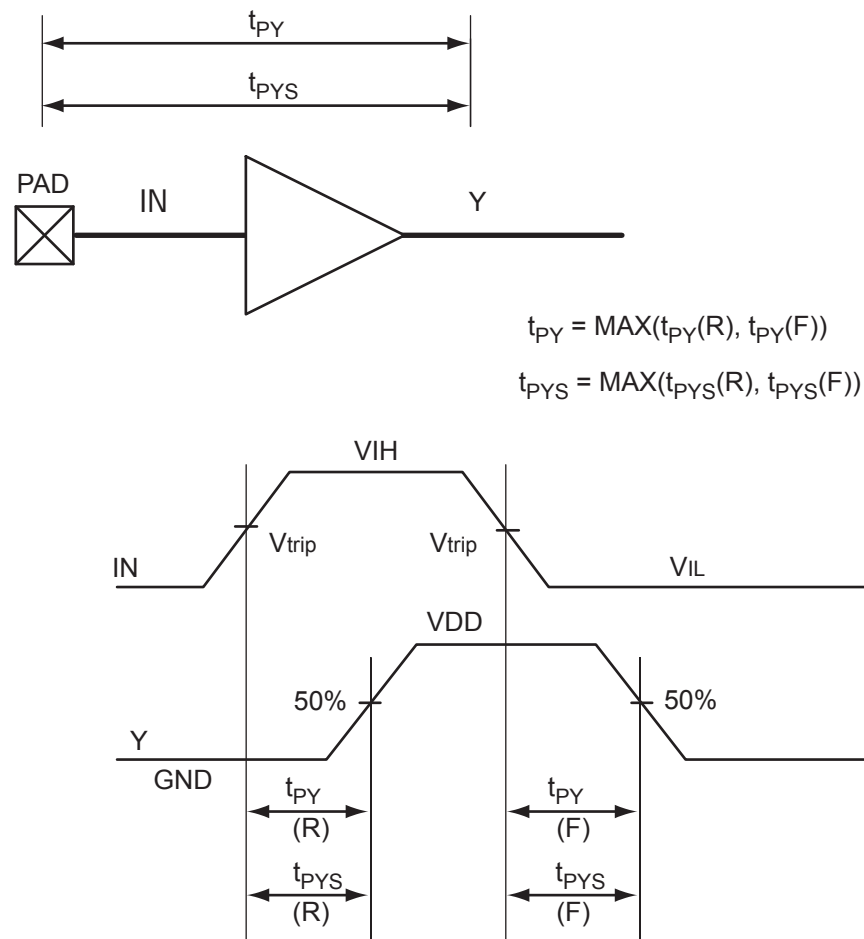 tPY
tPYS
PAD
IN
Y
tPY = MAX(tPY(R), tPY(F))
tPYS = MAX(tPYS(R), tPYS(F))
VIH
Vtrip
Vtrip
IN
VIL
VDD
50%
50%
Y
GND
tPY
(R)
tPY
(F)
tPYS
(R)
tPYS
(F)